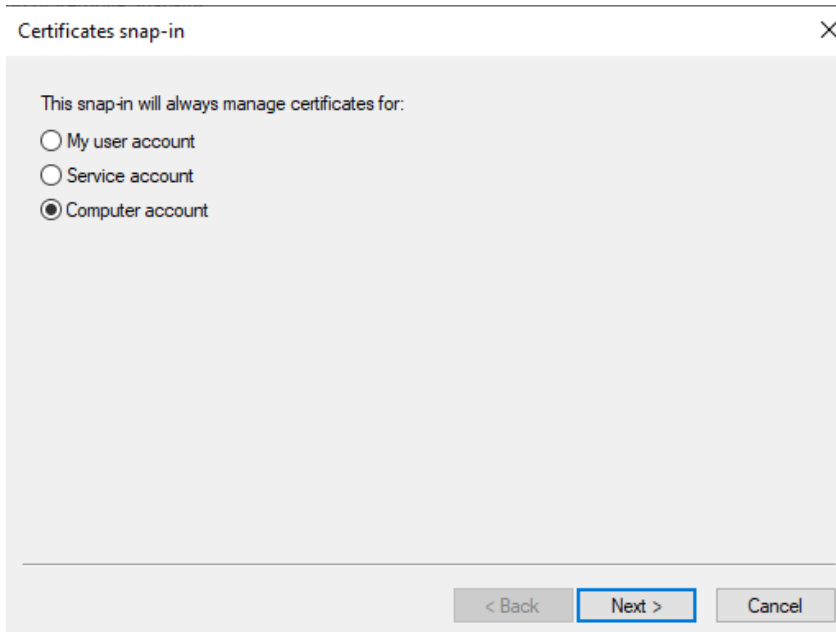 Certificates snap-in
This snap-in will always manage certificates for:
My user account
Service account
Computer account
< Back
Next >
Cancel